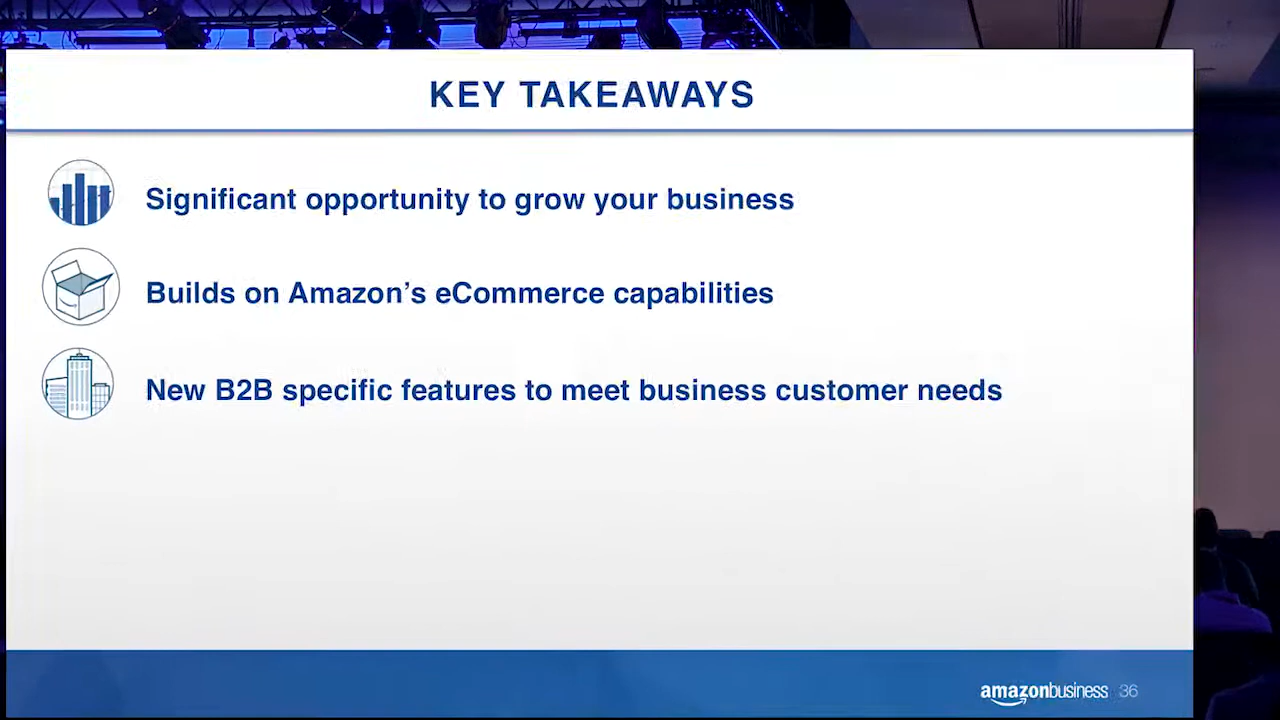 KEY TAKEAWAYS
Significant opportunity to grow your business
Builds on Amazon’s eCommerce capabilities
New B2B specific features to meet business customer needs
amazonbusiness 36